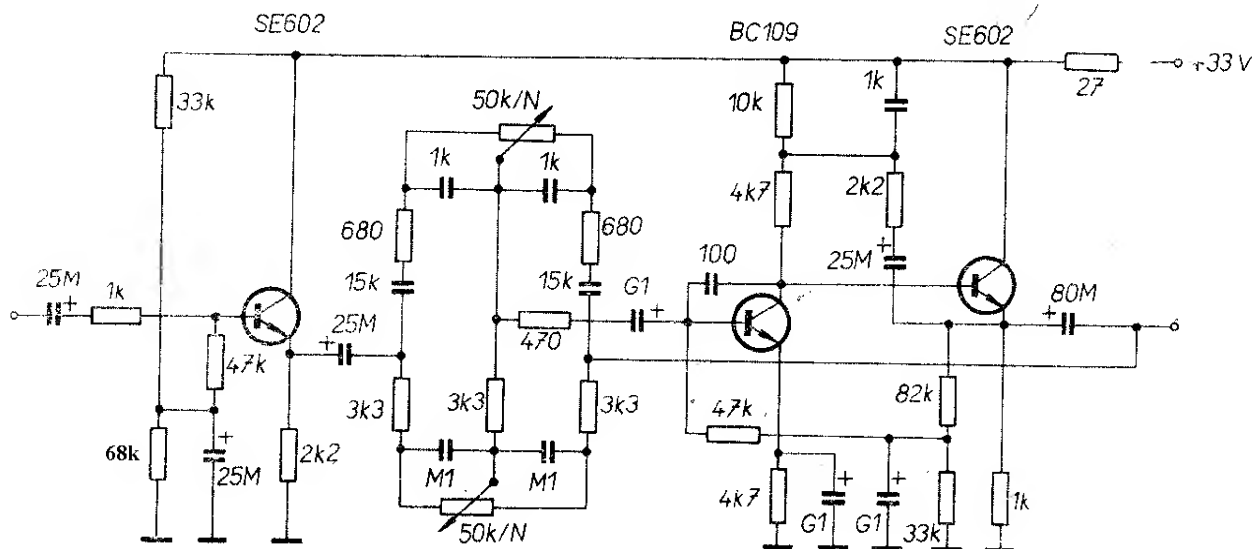 SE602
BC109
SE602
33k
50k/N
10k
1k
27
+33V
1k
1k
4k7
2k2
680
680
100
25M
+
15k
15k
G1
+
25M
+
1k
80M
+
25M
+
470
47k
3k3
3k3
3k3
82k
47k
68k
25M
+
2k2
M1
M1
4k7
+
G1
+
G1
33k
1k
50k/N